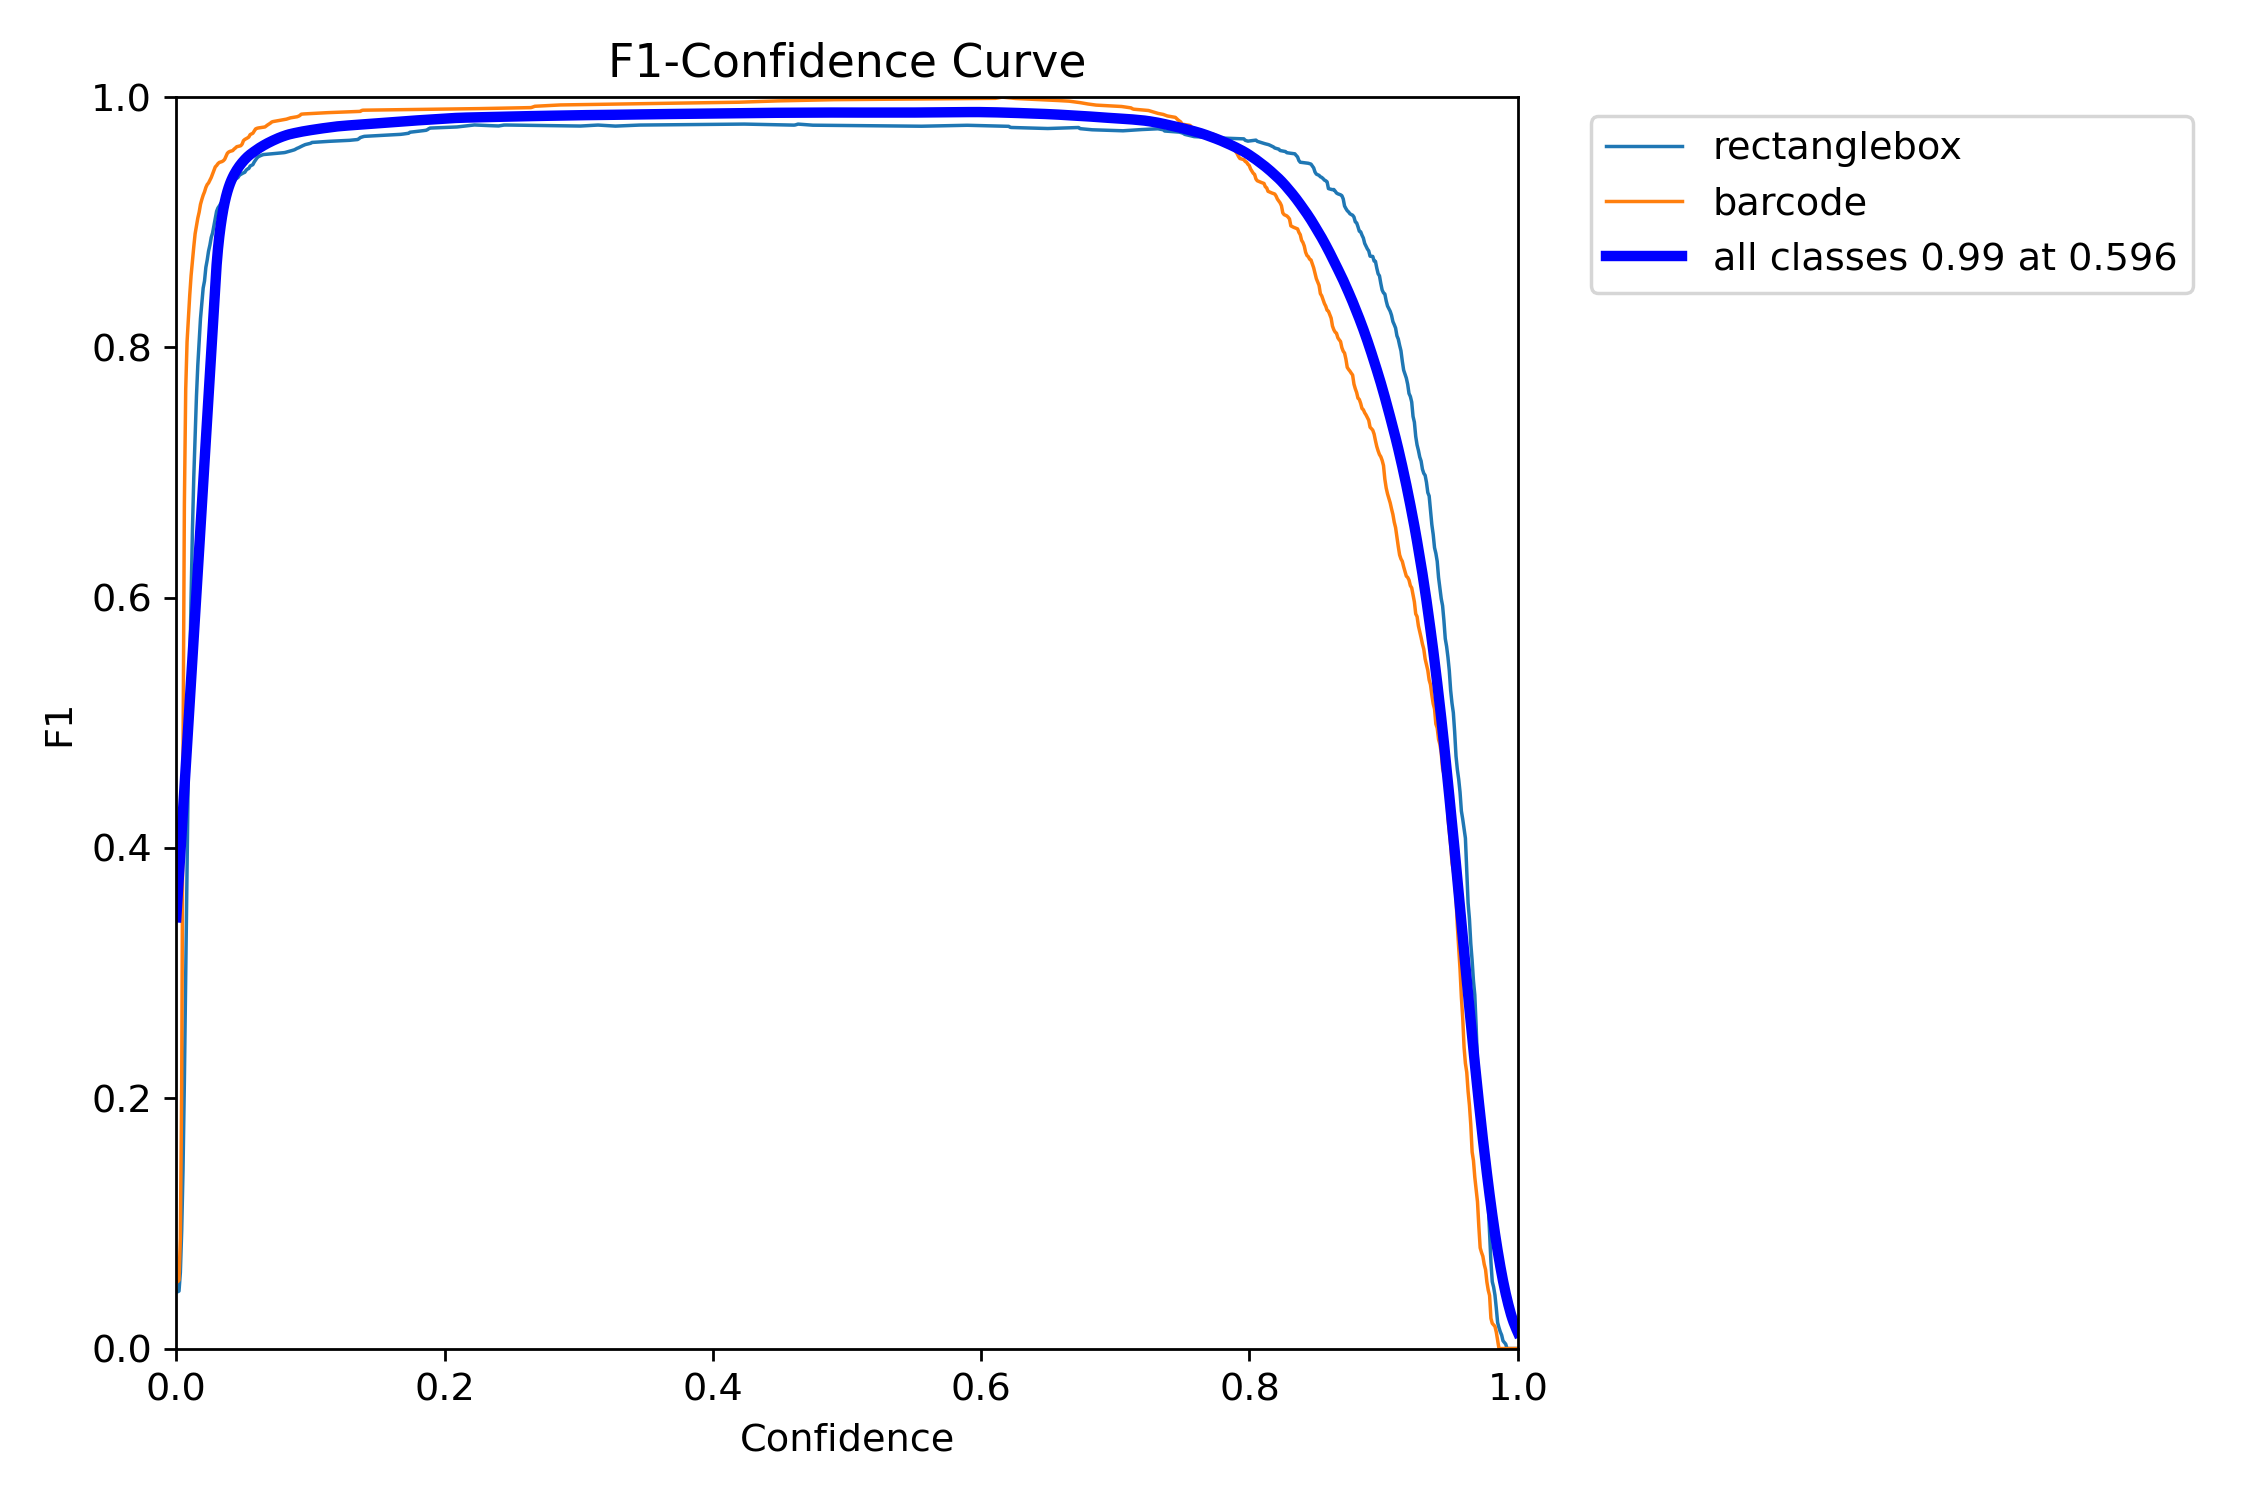 F1-Confidence Curve
1.0
0.8
0.6
0.4
0.2
0.0
F1
0.0 0.2 0.4 0.6 0.8 1.0
Confidence
rectanglebox
barcode
all classes 0.99 at 0.596